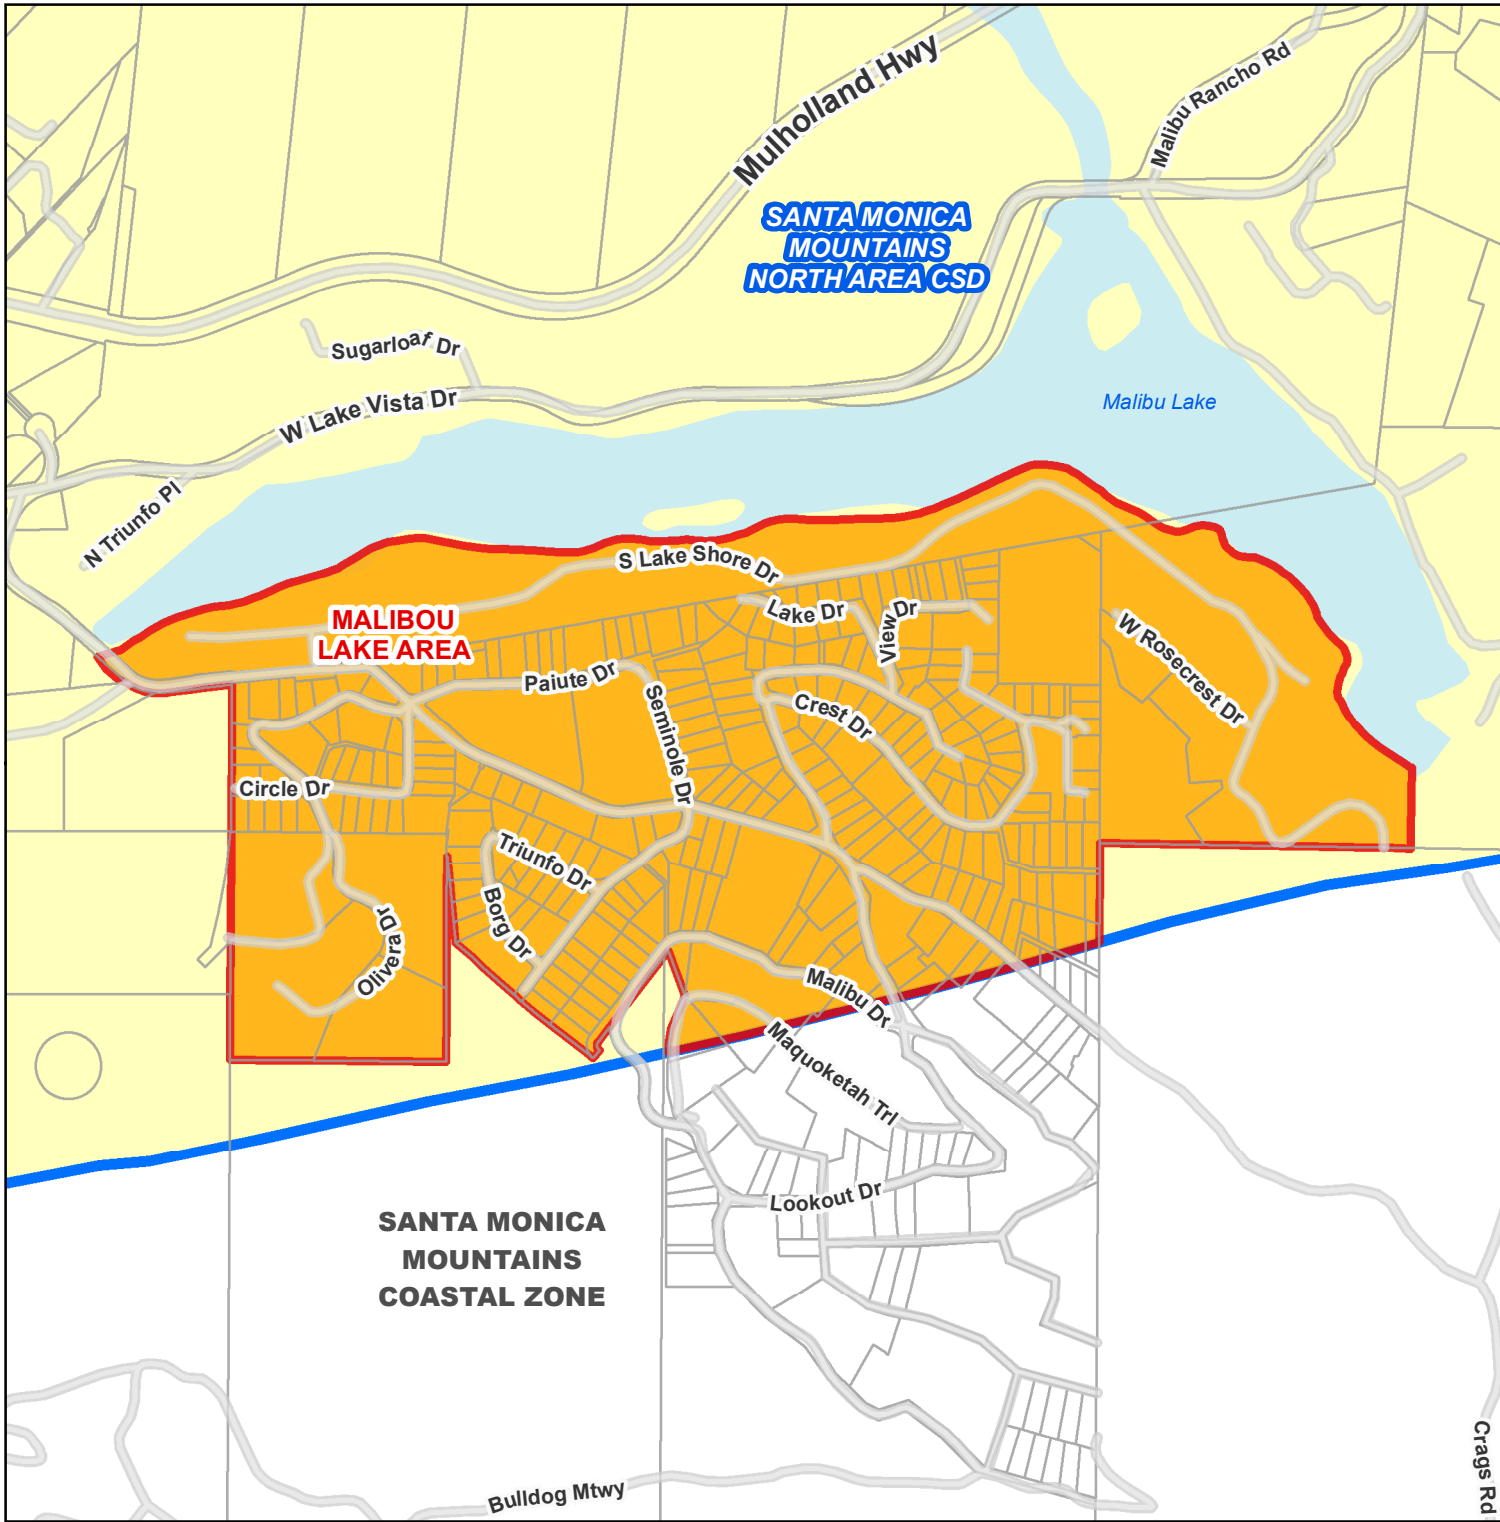 Mulholland Hwy
Malibu Rancho Rd
SANTA MONICA
MOUNTAINS
NORTH AREA CSD
Sugarloaf Dr
W Lake Vista Dr
Malibu Lake
N Triunfo Pl
S Lake Shore Dr
MALIBOU
LAKE AREA
Lake Dr
View Dr
W Rosecrest Dr
Paiute Dr
Seminole Dr
Crest Dr
Circle Dr
Triunfo Dr
Borg Dr
Olivera Dr
Malibu Dr
Maquoketah Trl
Lookout Dr
SANTA MONICA
MOUNTAINS
COASTAL ZONE
Bulldog Mtwy
Crags Rd